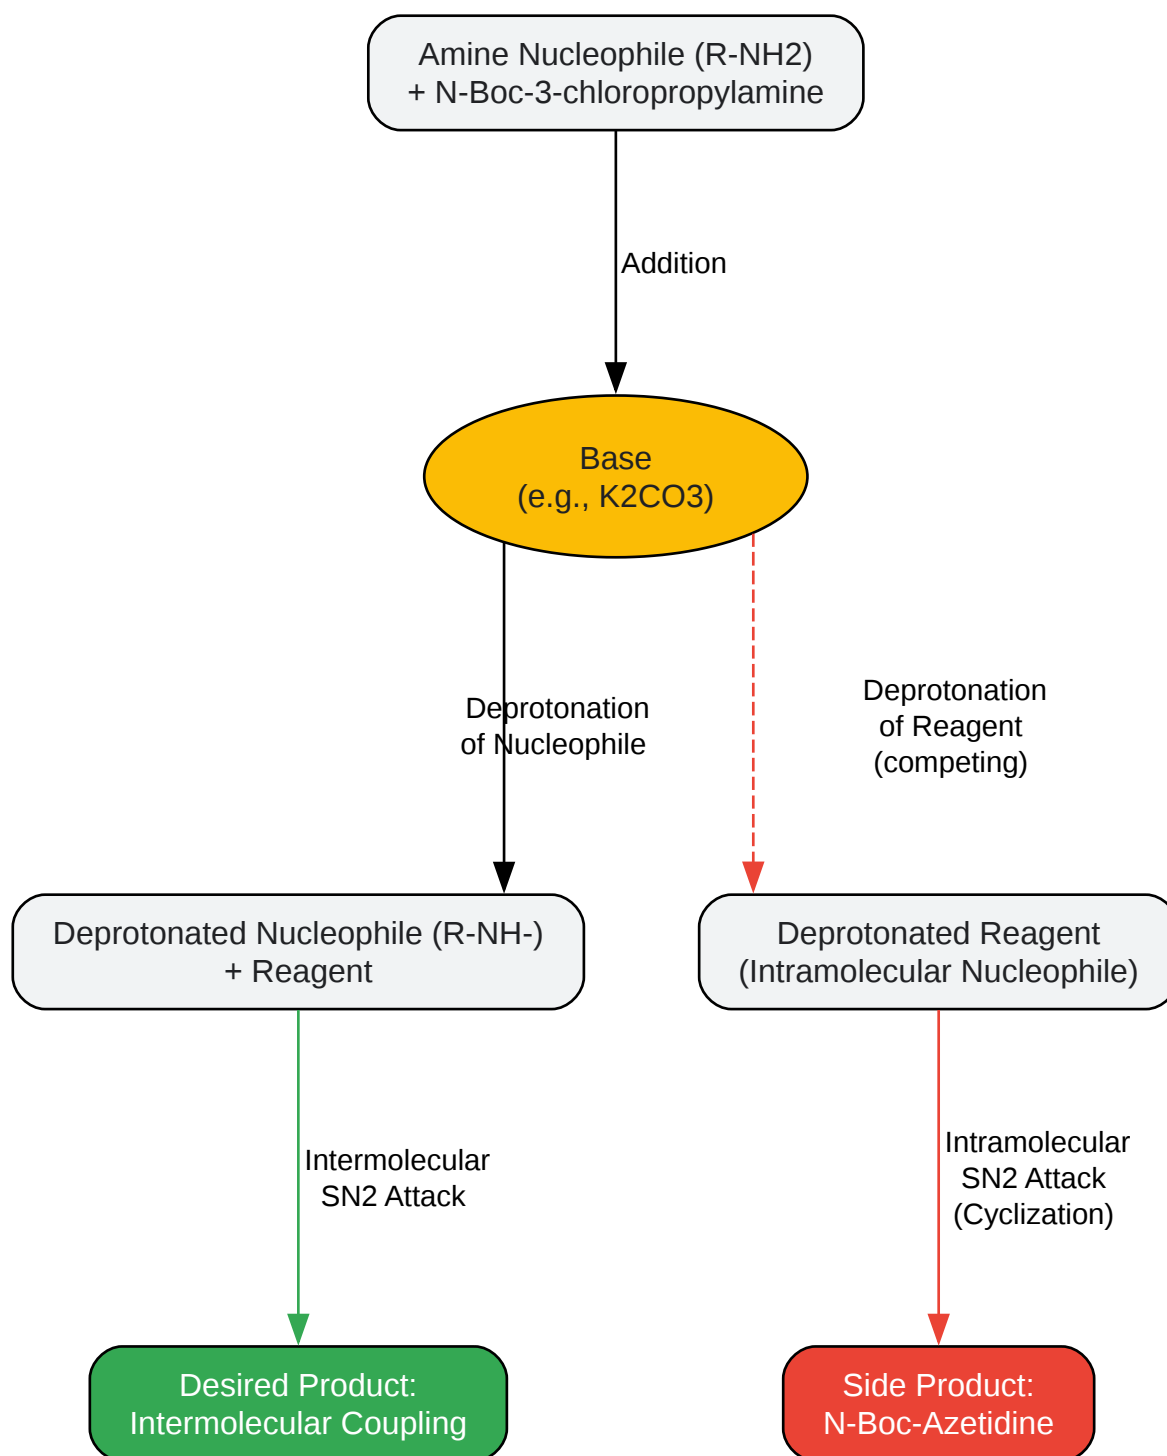 Amine Nucleophile (R-NH2)
+ N-Boc-3-chloropropylamine
Addition
Base
(e.g., K2CO3)
Deprotonation
of Nucleophile
Deprotonation
of Reagent
(competing)
Deprotonated Nucleophile (R-NH-)
+ Reagent
Deprotonated Reagent
(Intramolecular Nucleophile)
Intermolecular
SN2 Attack
Intramolecular
SN2 Attack
(Cyclization)
Desired Product:
Intermolecular Coupling
Side Product:
N-Boc-Azetidine